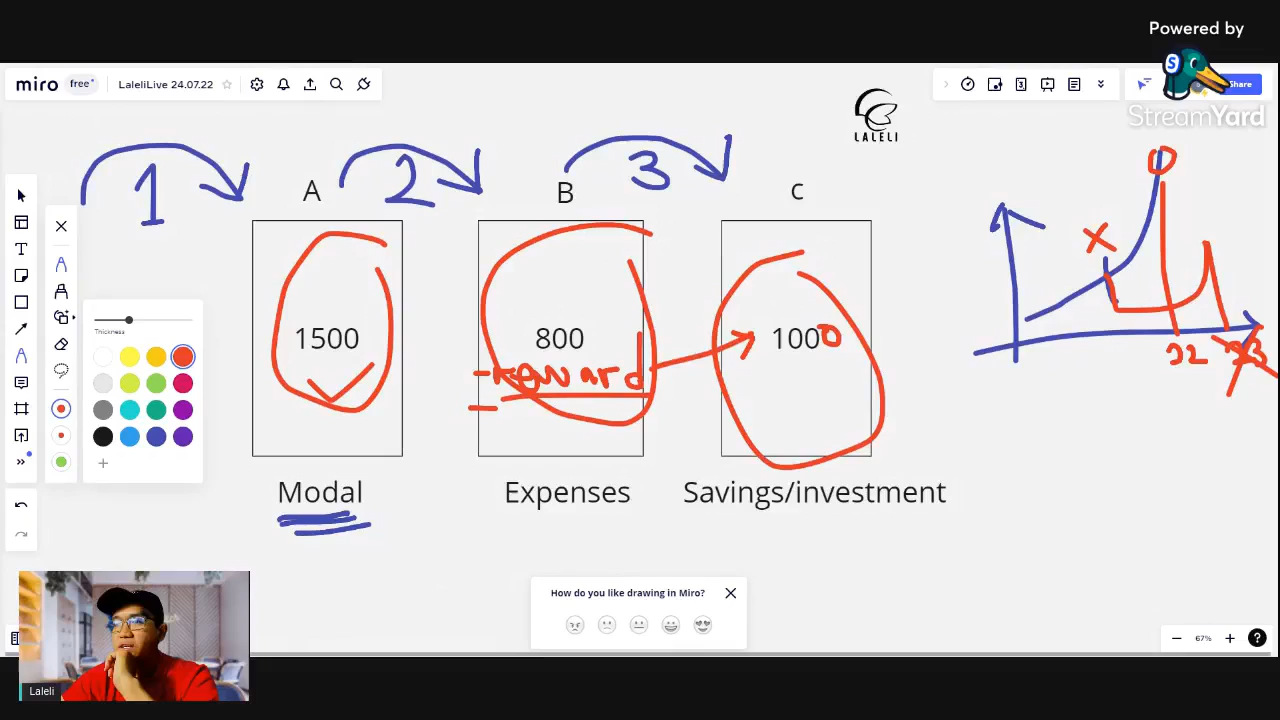 Powered by
StreamYard
miro free LaleliLive 24.07.22
3
Share
LALELI
1 2 3
A B c
X
Thickness
1500 800 1000
- reward
22 23
Modal Expenses Savings/investment
How do you like drawing in Miro?
67%
?
Laleli